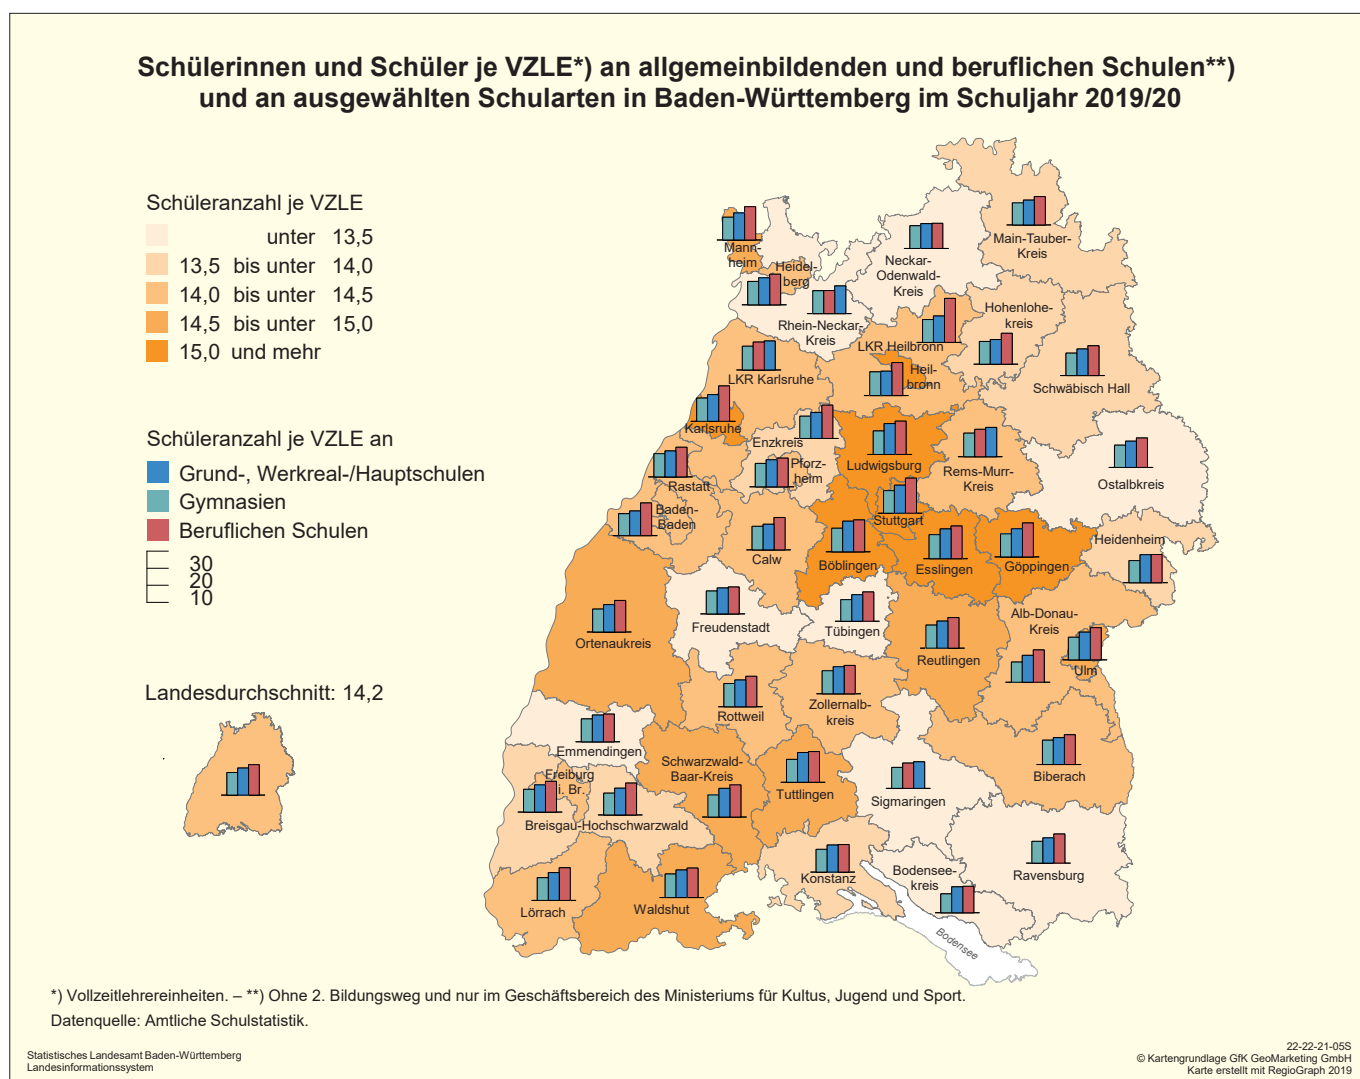 Schülerinnen und Schüler je VZLE*) an allgemeinbildenden und beruflichen Schulen**)
und an ausgewählten Schularten in Baden-Württemberg im Schuljahr 2019/20
Schüleranzahl je VZLE
unter 13,5
13,5 bis unter 14,0
14,0 bis unter 14,5
14,5 bis unter 15,0
15,0 und mehr
Schüleranzahl je VZLE an
Grund-, Werkreal-/Hauptschulen
Gymnasien
Beruflichen Schulen
30
20
10
Landesdurchschnitt: 14,2
Main-Tauber-
Kreis
Mann-
heim
Heidel-
berg
Neckar-
Odenwald-
Kreis
Rhein-Neckar-
Kreis
Hohenlohe-
kreis
LKR Heilbronn
Heil-
bronn
LKR Karlsruhe
Schwäbisch Hall
Karlsruhe
Enzkreis
Pforz-
heim
Ludwigsburg
Rems-Murr-
Kreis
Ostalbkreis
Rastatt
Baden-
Baden
Stuttgart
Calw
Böblingen
Esslingen
Göppingen
Heidenheim
Ortenaukreis
Freudenstadt
Tübingen
Reutlingen
Alb-Donau-
Kreis
Ulm
Rottweil
Zollernalb-
kreis
Emmendingen
Schwarzwald-
Baar-Kreis
Tuttlingen
Sigmaringen
Biberach
Freiburg
i. Br.
Breisgau-Hochschwarzwald
Konstanz
Bodensee-
kreis
Ravensburg
Lörrach
Waldshut
Bodensee
*) Vollzeitlehrereinheiten. – **) Ohne 2. Bildungsweg und nur im Geschäftsbereich des Ministeriums für Kultus, Jugend und Sport.
Datenquelle: Amtliche Schulstatistik.
Statistisches Landesamt Baden-Württemberg
Landesinformationssystem
22-22-21-05S
© Kartengrundlage GfK GeoMarketing GmbH
Karte erstellt mit RegioGraph 2019